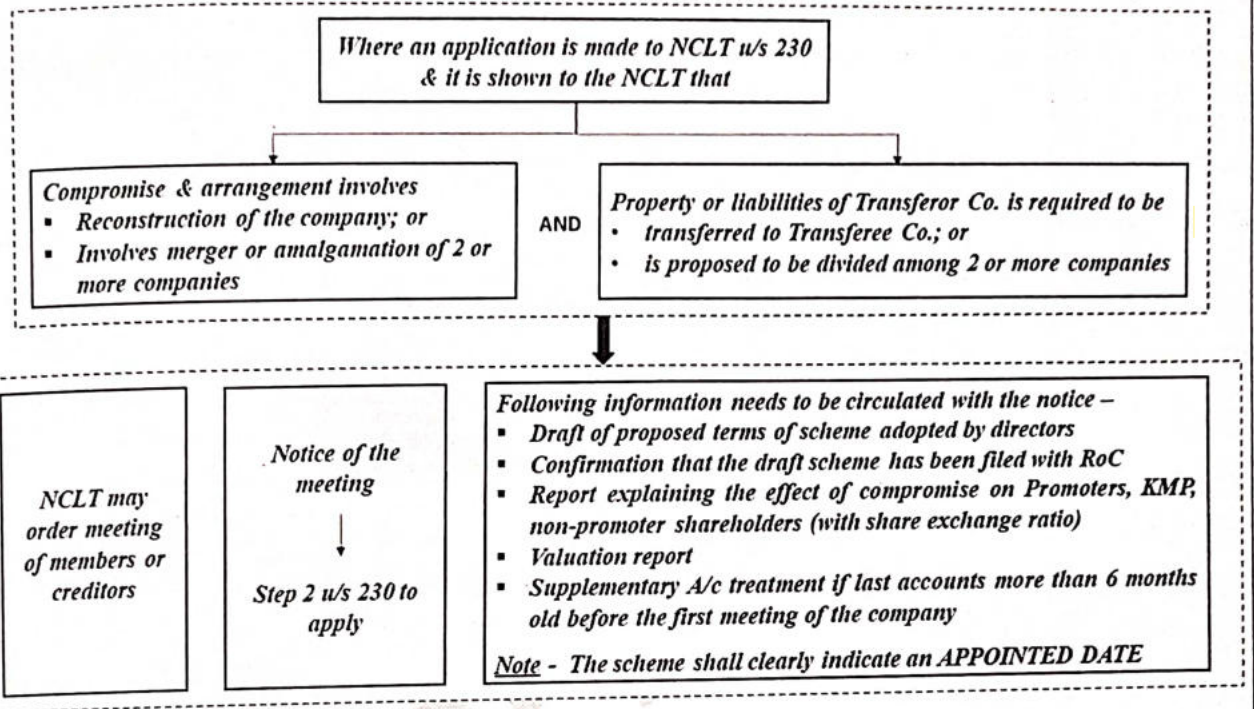 Where an application is made to NCLT u/s 230
& it is shown to the NCLT that
Compromise & arrangement involves
▪ Reconstruction of the company; or
▪ Involves merger or amalgamation of 2 or
more companies
AND
Property or liabilities of Transferor Co. is required to be
• transferred to Transferee Co.; or
• is proposed to be divided among 2 or more companies
NCLT may
order meeting
of members or
creditors
Notice of the
meeting
Step 2 u/s 230 to
apply
Following information needs to be circulated with the notice –
▪ Draft of proposed terms of scheme adopted by directors
▪ Confirmation that the draft scheme has been filed with RoC
▪ Report explaining the effect of compromise on Promoters, KMP,
non-promoter shareholders (with share exchange ratio)
▪ Valuation report
▪ Supplementary A/c treatment if last accounts more than 6 months
old before the first meeting of the company
Note - The scheme shall clearly indicate an APPOINTED DATE